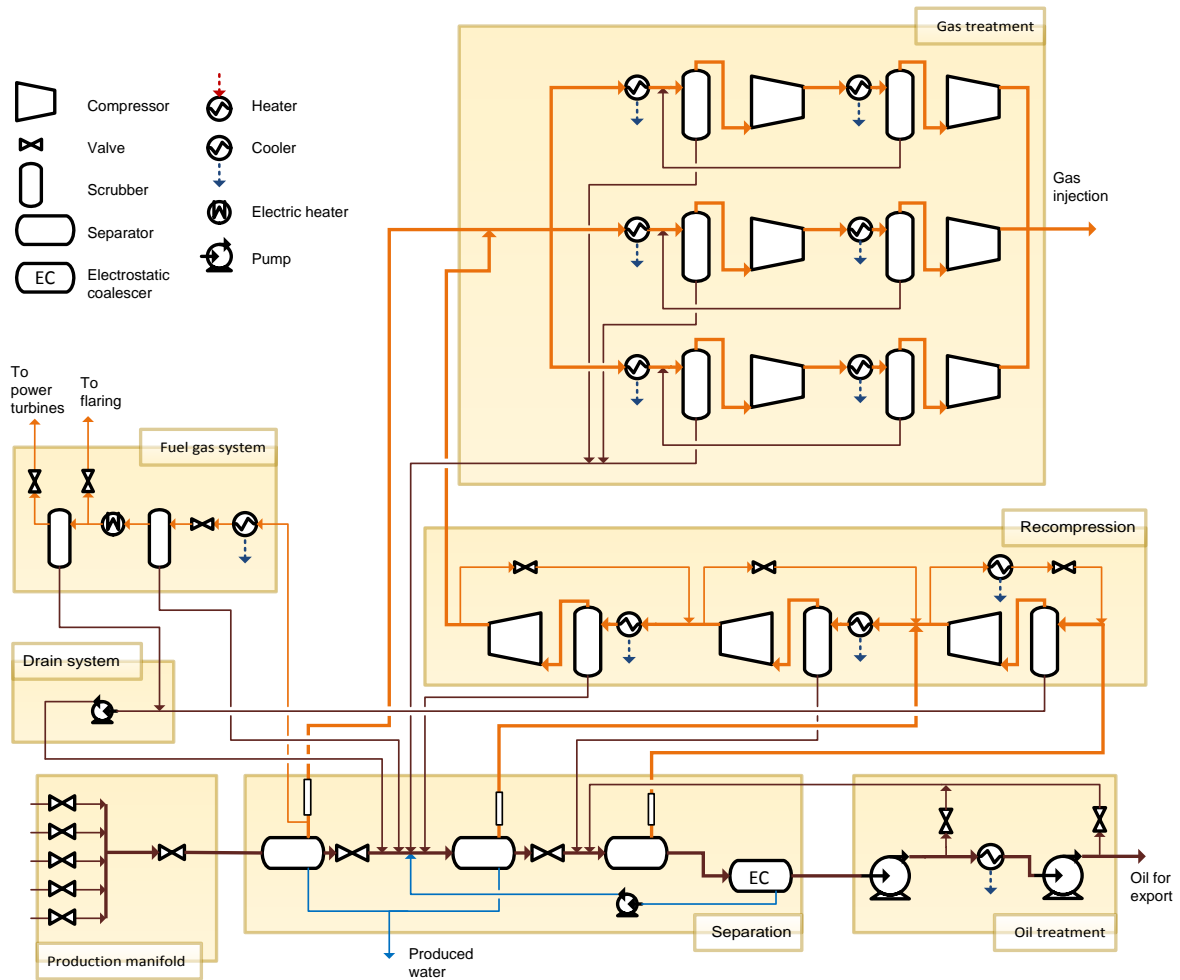 Gas treatment
Compressor
Heater
Valve
Cooler
Scrubber
Electric heater
Separator
Pump
EC
Electrostatic
coalescer
Gas
injection
To
power
turbines
To
flaring
Fuel gas system
Recompression
Drain system
EC
Oil for
export
Separation
Oil treatment
Produced
water
Production manifold